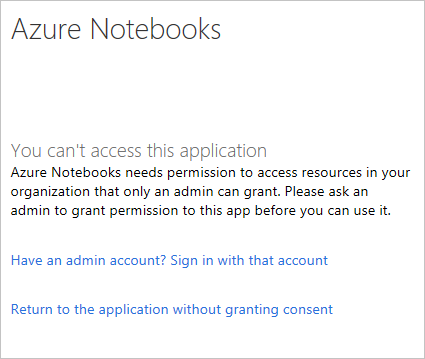 Azure Notebooks
You can't access this application
Azure Notebooks needs permission to access resources in your
organization that only an admin can grant. Please ask an
admin to grant permission to this app before you can use it.
Have an admin account? Sign in with that account
Return to the application without granting consent